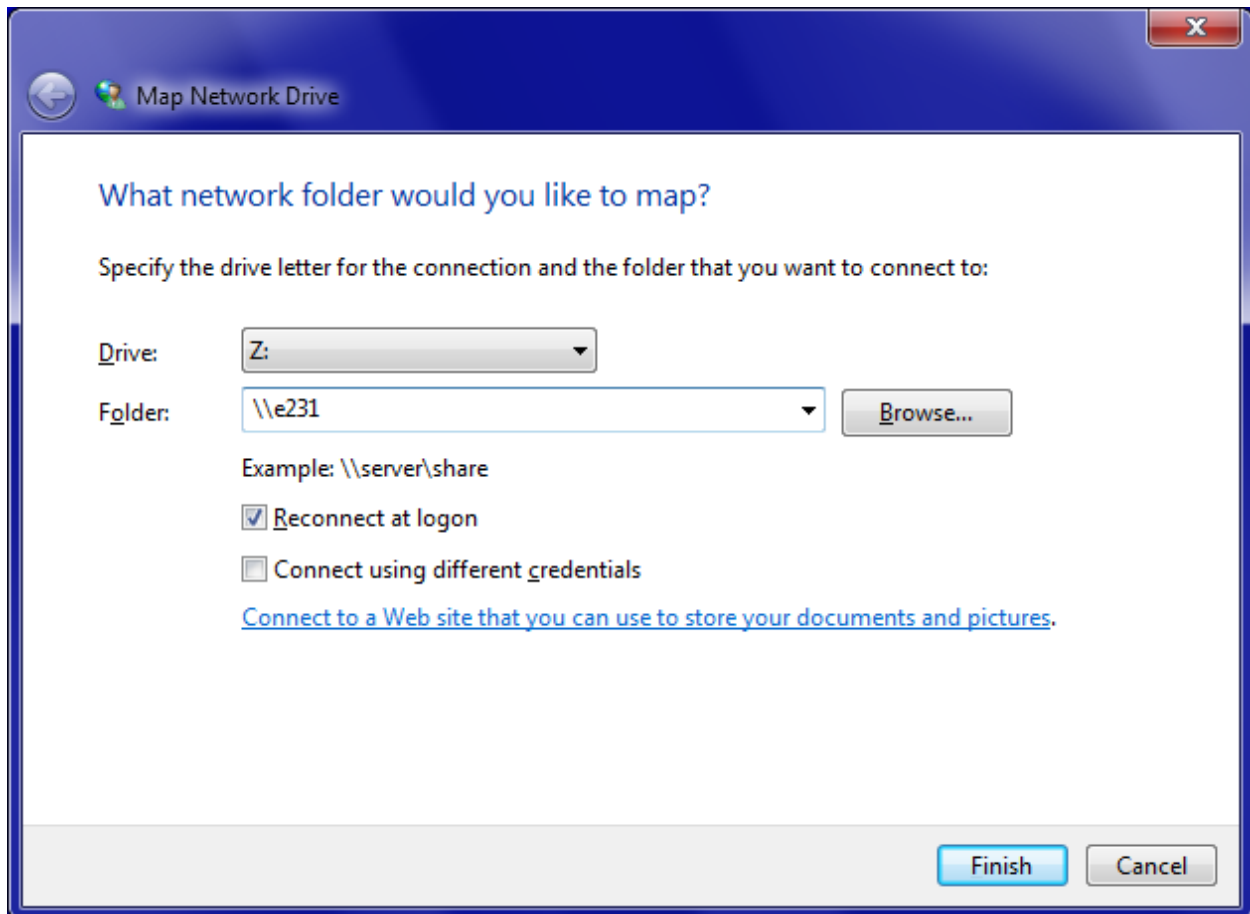 Map Network Drive
What network folder would you like to map?
Specify the drive letter for the connection and the folder that you want to connect to:
Drive: Z:
Folder: \\e231 Browse...
Example: \\server\share
Reconnect at logon
Connect using different credentials
Connect to a Web site that you can use to store your documents and pictures.
Finish Cancel